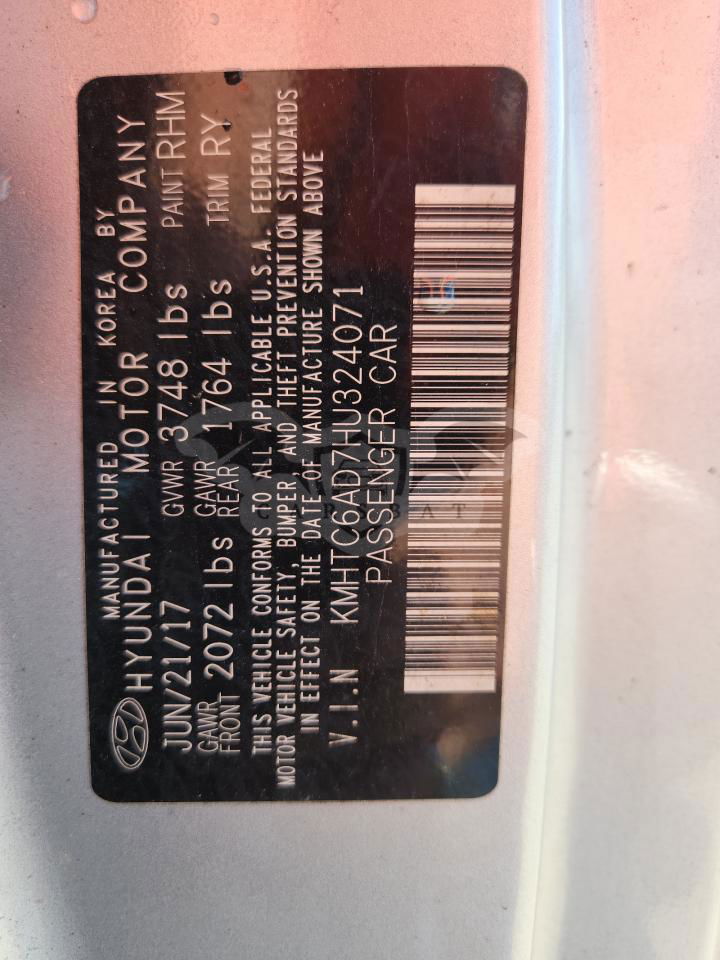 MANUFACTURED IN KOREA BY
HYUNDAI MOTOR COMPANY
JUN/21/17 GVWR 3748 lbs PAINT RHM
GAWR FRONT 2072 lbs GAWR REAR 1764 lbs TRIM RY
THIS VEHICLE CONFORMS TO ALL APPLICABLE U.S.A. FEDERAL
MOTOR VEHICLE SAFETY, BUMPER, AND THEFT PREVENTION STANDARDS
IN EFFECT ON THE DATE OF MANUFACTURE SHOWN ABOVE
V.I.N KMHTC6AD7HU324071
PASSENGER CAR